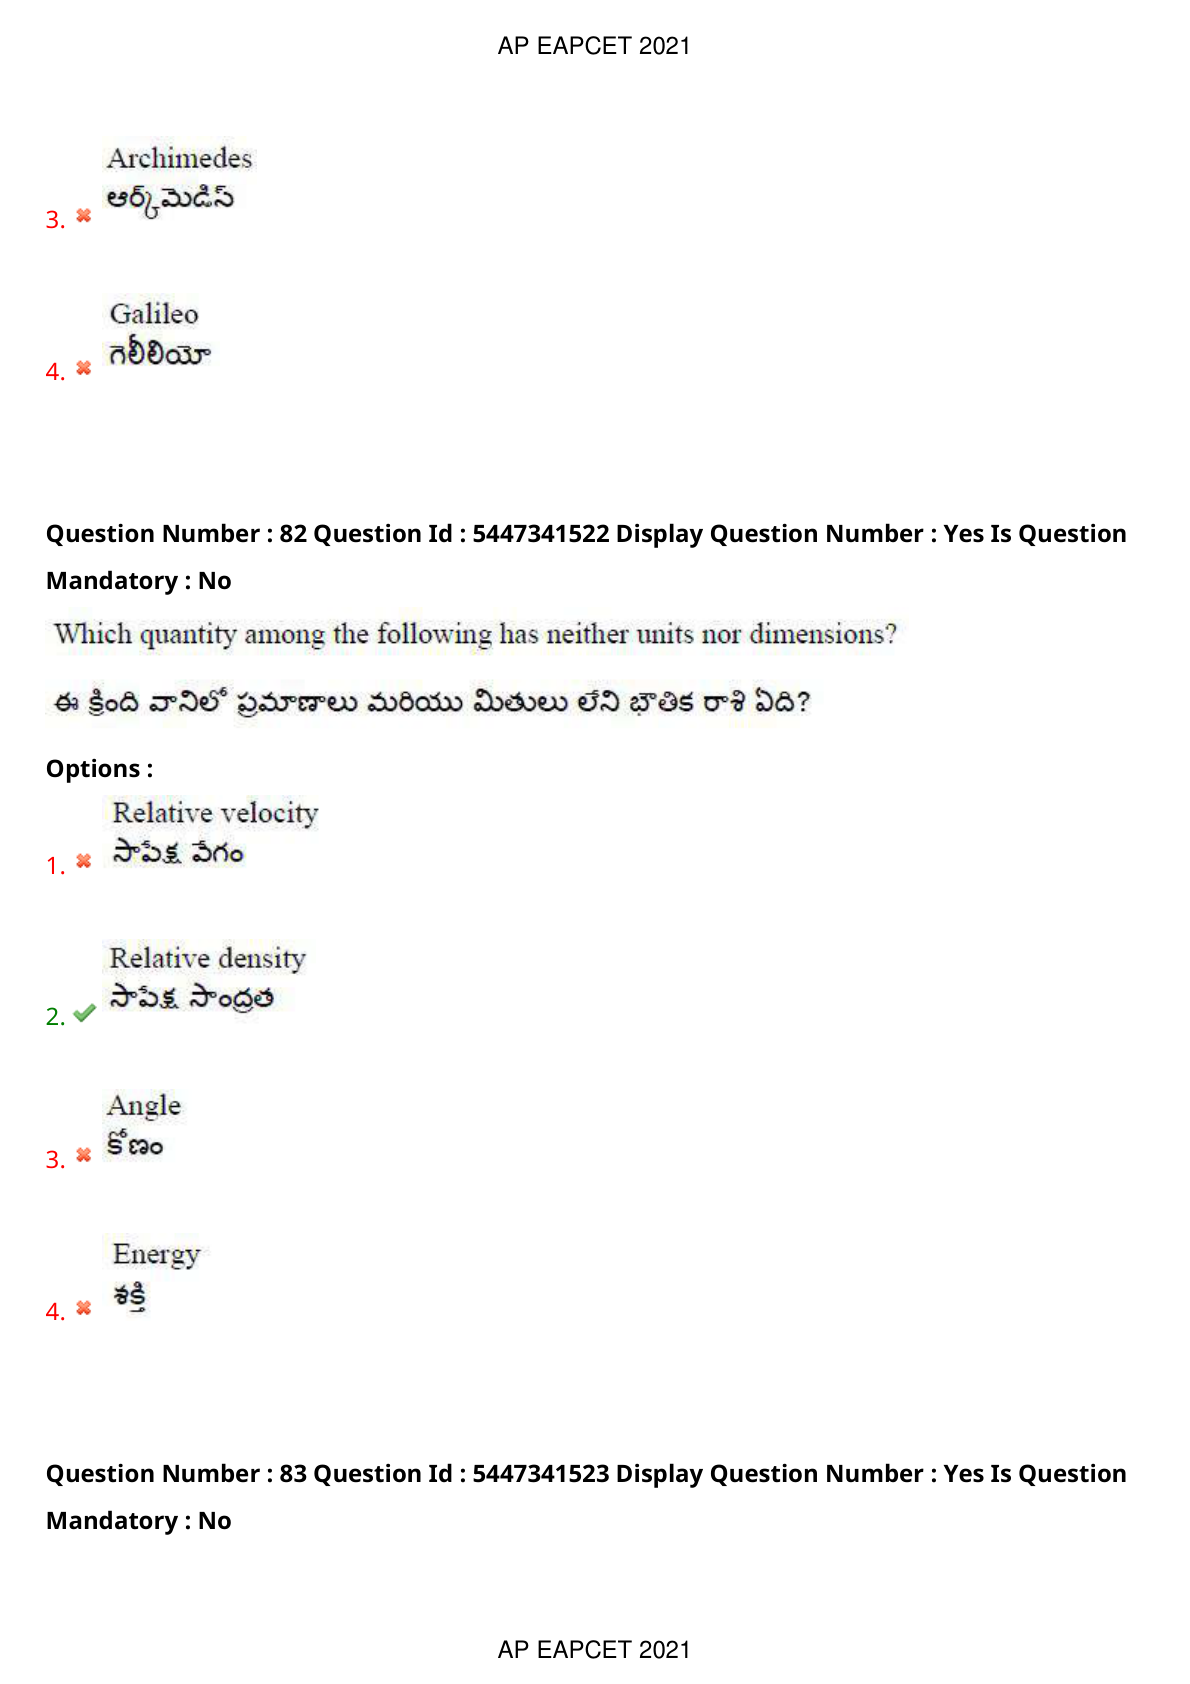 AP EAPCET 2021
Archimedes
ఆర్కిమెడిస్
3.
Galileo
గెలీలియో
4.
Question Number : 82 Question Id : 5447341522 Display Question Number : Yes Is Question
Mandatory : No
Which quantity among the following has neither units nor dimensions?
ఈ క్రింది వానిలో ప్రమాణాలు మరియు మితులు లేని భౌతిక రాశి ఏది?
Options :
Relative velocity
సాపేక్ష వేగం
1.
Relative density
సాపేక్ష సాంద్రత
2.
Angle
కోణం
3.
Energy
శక్తి
4.
Question Number : 83 Question Id : 5447341523 Display Question Number : Yes Is Question
Mandatory : No
AP EAPCET 2021